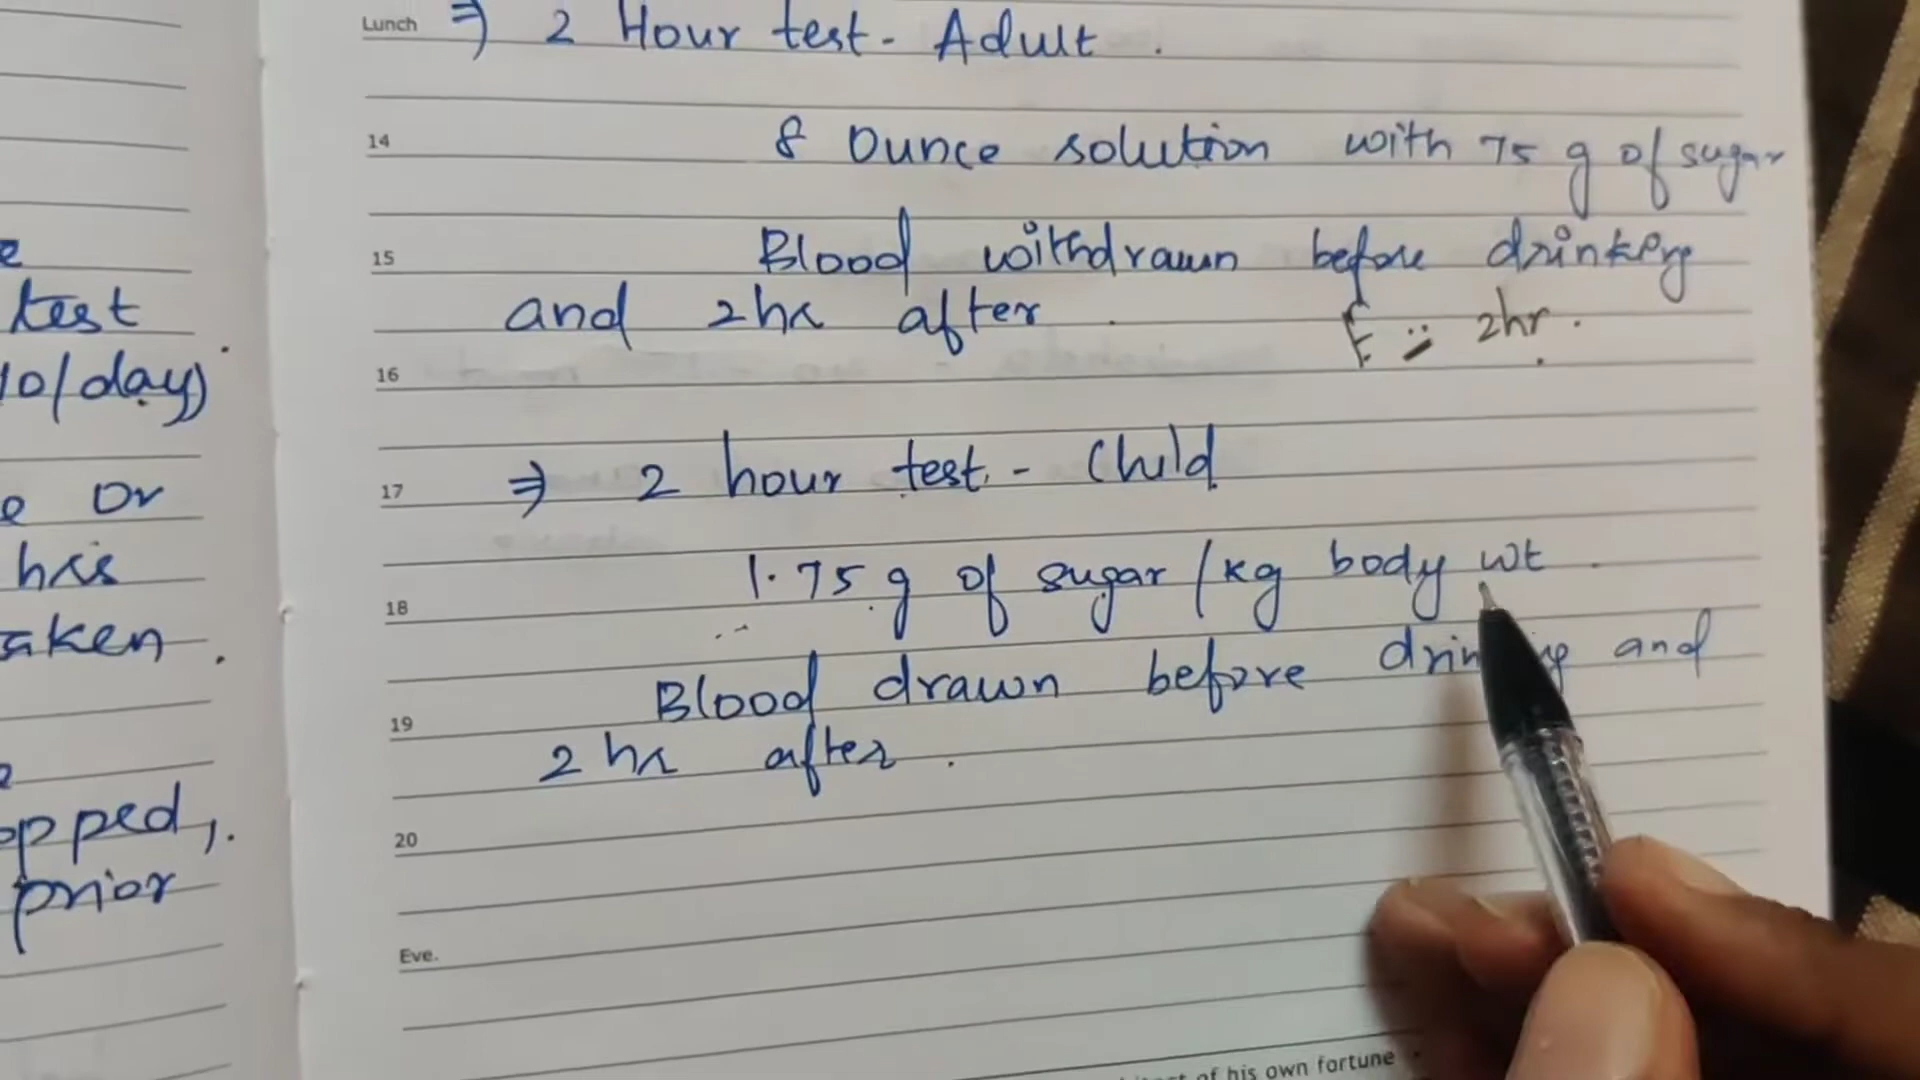 Lunch ⇒ 2 Hour test - Adult .
14 8 Ounce solution with 75 g of sugar
15 Blood withdrawn before drinking
and 2hr after .
F 2hr .
16
17 ⇒ 2 hour test - Child
18 1.75 g of sugar / kg body wt .
19 Blood drawn before and
2 hr after .
20
Eve.
of his own fortune
test
10/day)
or
hrs
taken .
prior